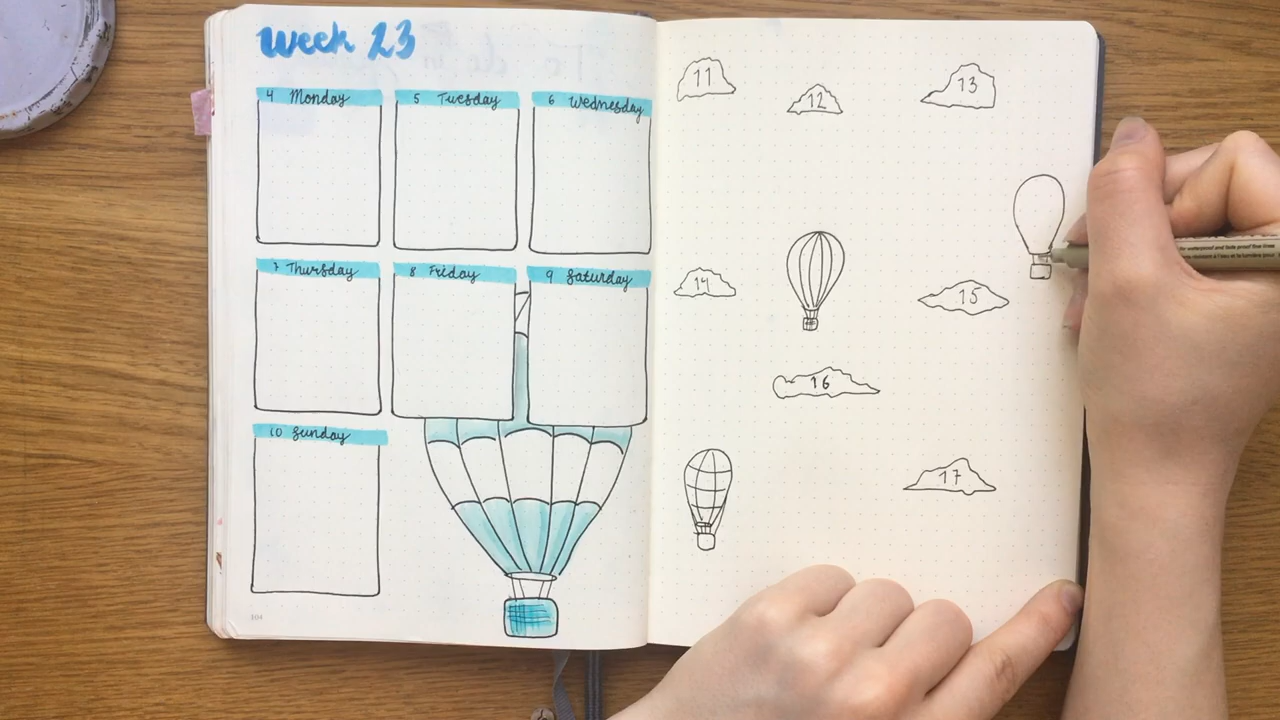 Week 23
4 Monday
5 Tuesday
6 Wednesday
7 Thursday
8 Friday
9 Saturday
10 Sunday
104
11
12
13
14
15
16
17